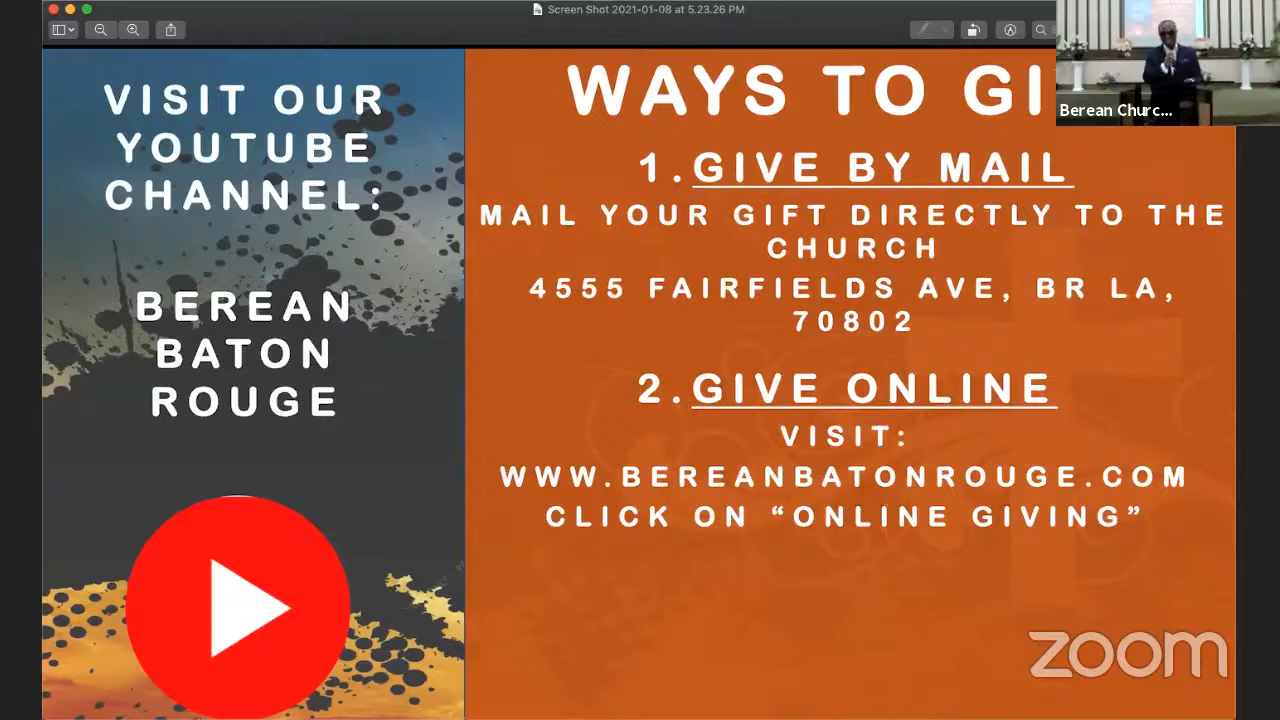 Screen Shot 2021-01-08 at 5.23.26 PM
VISIT OUR
YOUTUBE
CHANNEL:
BEREAN
BATON
ROUGE
WAYS TO GI
1. GIVE BY MAIL
MAIL YOUR GIFT DIRECTLY TO THE
CHURCH
4555 FAIRFIELDS AVE, BR LA,
70802
2. GIVE ONLINE
VISIT:
WWW.BEREANBATONROUGE.COM
CLICK ON “ONLINE GIVING”
Berean Churc...
zoom